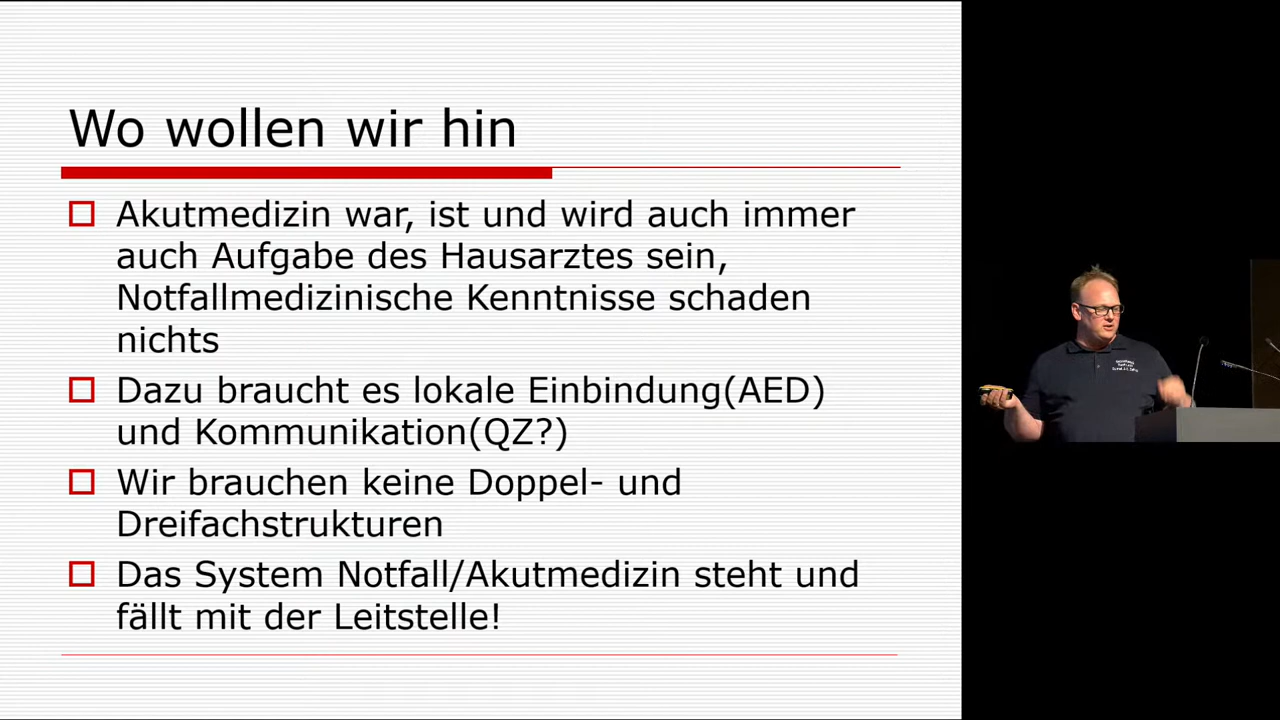 Wo wollen wir hin
Akutmedizin war, ist und wird auch immer
auch Aufgabe des Hausarztes sein,
Notfallmedizinische Kenntnisse schaden
nichts
Dazu braucht es lokale Einbindung(AED)
und Kommunikation(QZ?)
Wir brauchen keine Doppel- und
Dreifachstrukturen
Das System Notfall/Akutmedizin steht und
fällt mit der Leitstelle!